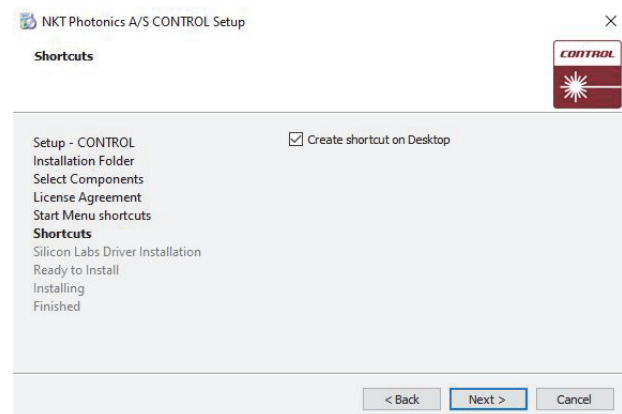 NKT Photonics A/S CONTROL Setup
Shortcuts
CONTROL
Setup - CONTROL
Installation Folder
Select Components
License Agreement
Start Menu shortcuts
Shortcuts
Silicon Labs Driver Installation
Ready to Install
Installing
Finished
Create shortcut on Desktop
< Back
Next >
Cancel